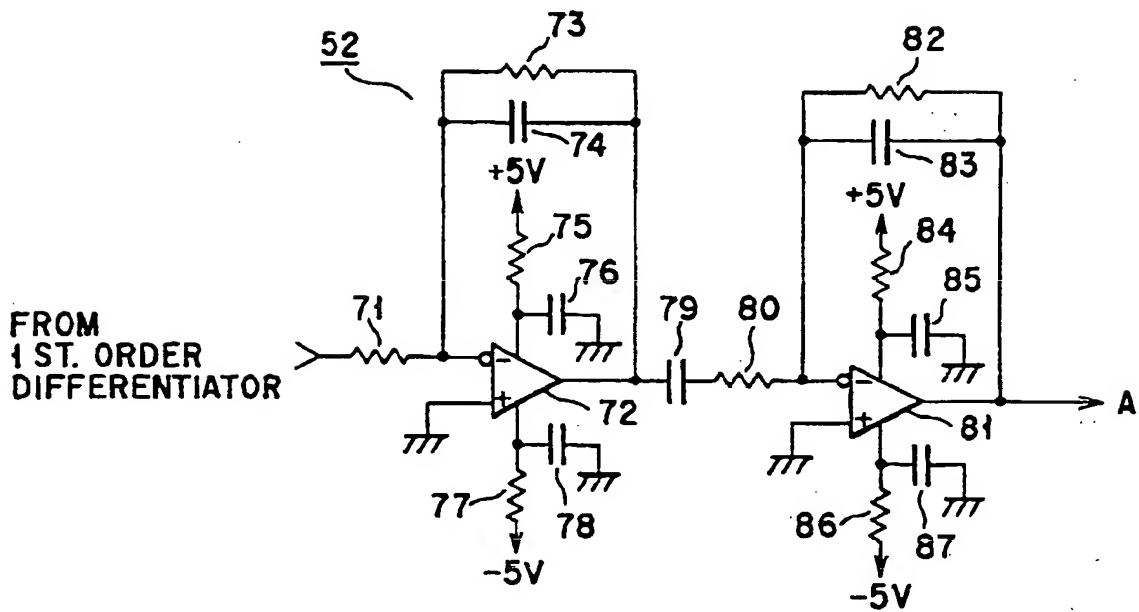 52
73
74
+5V
75
76
FROM
1 ST. ORDER
DIFFERENTIATOR
71
−
+
72
77
78
−5V
79
80
82
83
+5V
84
85
−
+
81
A
86
87
−5V